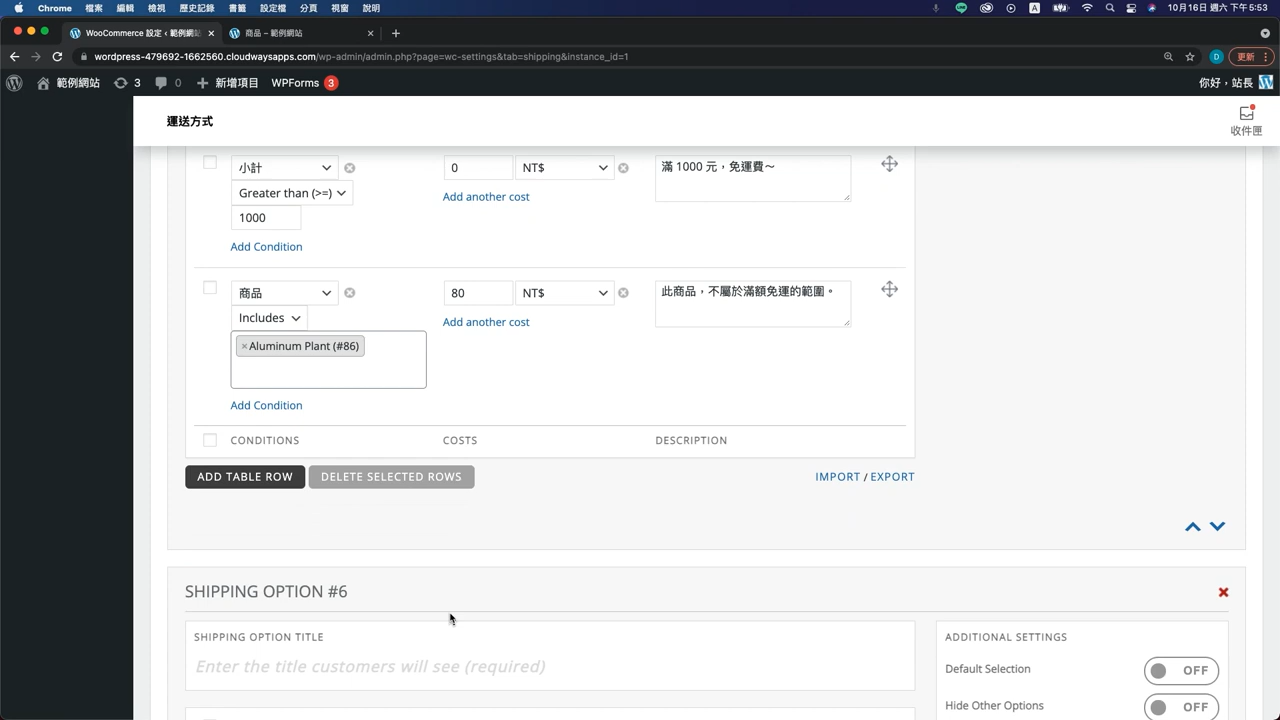 Chrome 檔案 編輯 檢視 歷史記錄 書籤 設定檔 分頁 視窗 說明 A 10月16日 週六 下午5:53
WooCommerce 設定 ‹ 範例網站 × 商品 – 範例網站 × +
wordpress-479692-1662560.cloudwaysapps.com/wp-admin/admin.php?page=wc-settings&tab=shipping&instance_id=1 D 更新
範例網站 3 0 新增項目 WPForms 3 你好，站長
運送方式
收件匣
小計 0 NT$ 滿 1000 元，免運費～
Greater than (>=) Add another cost
1000
Add Condition
商品 80 NT$ 此商品，不屬於滿額免運的範圍。
Includes Add another cost
×Aluminum Plant (#86)
Add Condition
CONDITIONS COSTS DESCRIPTION
ADD TABLE ROW DELETE SELECTED ROWS IMPORT / EXPORT
SHIPPING OPTION #6
SHIPPING OPTION TITLE ADDITIONAL SETTINGS
Enter the title customers will see (required) Default Selection OFF
Hide Other Options OFF